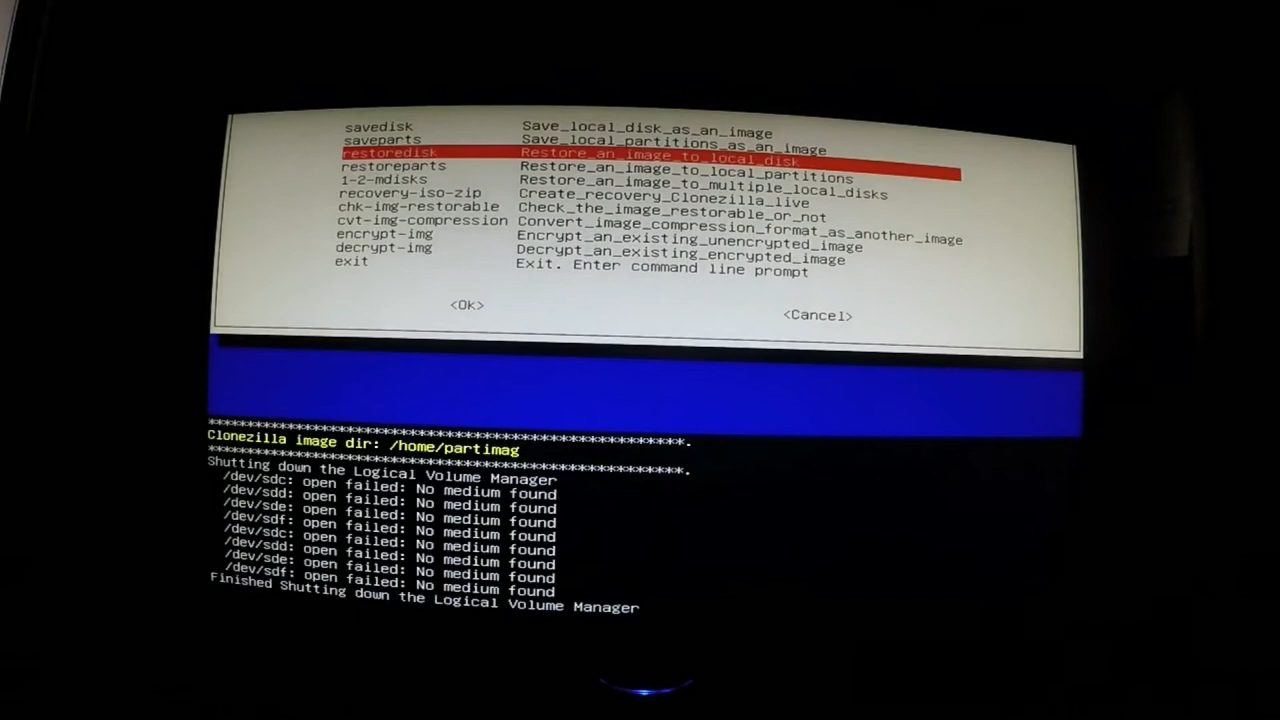 savedisk Save_local_disk_as_an_image
saveparts Save_local_partitions_as_an_image
restoredisk Restore_an_image_to_local_disk
restoreparts Restore_an_image_to_local_partitions
1-2-mdisks Restore_an_image_to_multiple_local_disks
recovery-iso-zip Create_recovery_Clonezilla_live
chk-img-restorable Check_the_image_restorable_or_not
cvt-img-compression Convert_image_compression_format_as_another_image
encrypt-img Encrypt_an_existing_unencrypted_image
decrypt-img Decrypt_an_existing_encrypted_image
exit Exit. Enter command line prompt
<Ok> <Cancel>
*********************************************************************.
Clonezilla image dir: /home/partimag
*********************************************************************.
Shutting down the Logical Volume Manager
/dev/sdc: open failed: No medium found
/dev/sdd: open failed: No medium found
/dev/sde: open failed: No medium found
/dev/sdf: open failed: No medium found
/dev/sdc: open failed: No medium found
/dev/sdd: open failed: No medium found
/dev/sde: open failed: No medium found
/dev/sdf: open failed: No medium found
Finished Shutting down the Logical Volume Manager